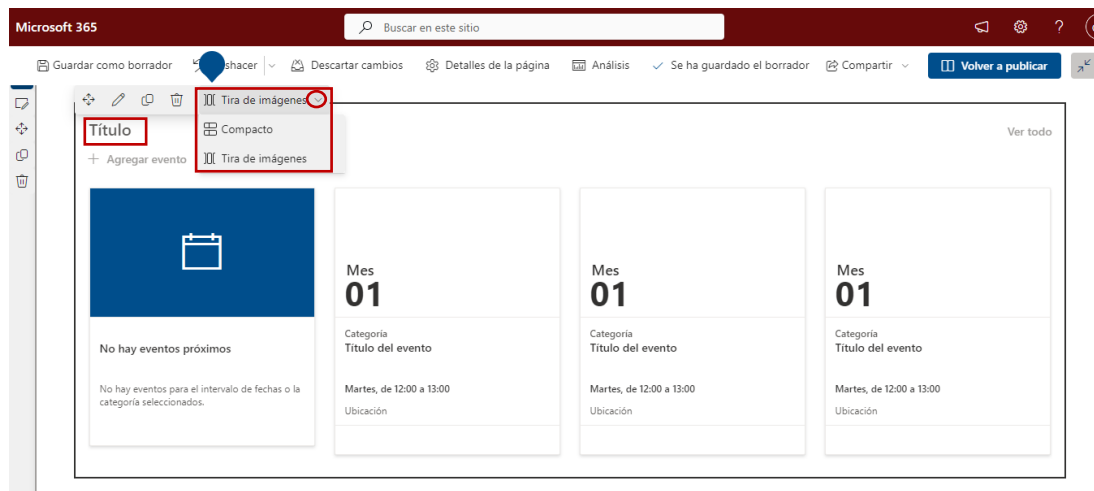 Microsoft 365
Buscar en este sitio
?
Guardar como borrador
shacer
Descartar cambios
Detalles de la página
Análisis
Se ha guardado el borrador
Compartir
Volver a publicar
Tira de imágenes
Compacto
Tira de imágenes
Título
Ver todo
+ Agregar evento
No hay eventos próximos
No hay eventos para el intervalo de fechas o la
categoría seleccionados.
Mes
01
Categoría
Título del evento
Martes, de 12:00 a 13:00
Ubicación
Mes
01
Categoría
Título del evento
Martes, de 12:00 a 13:00
Ubicación
Mes
01
Categoría
Título del evento
Martes, de 12:00 a 13:00
Ubicación